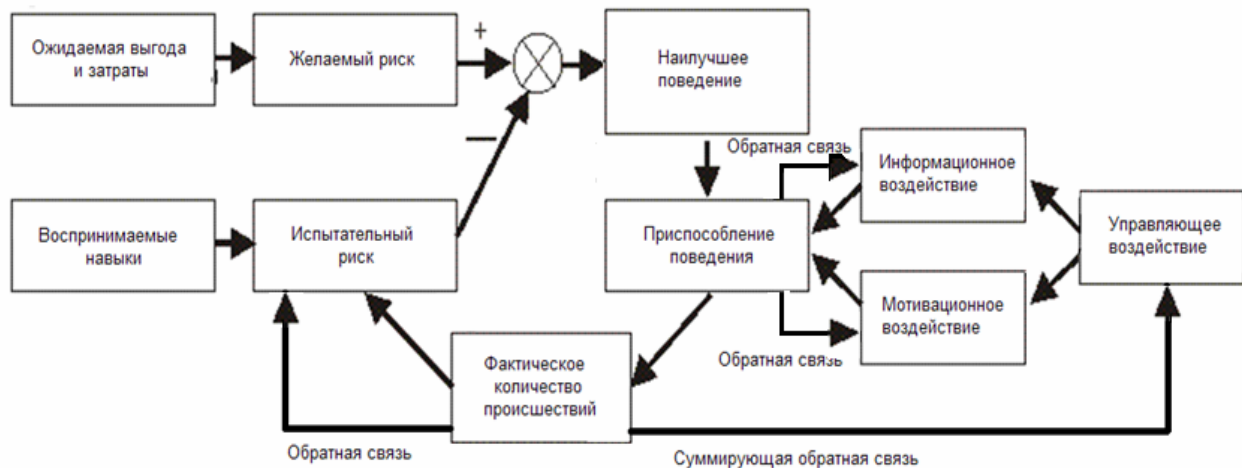 Ожидаемая выгода
и затраты
Желаемый риск
+
Наилучшее
поведение
—
Обратная связь
Информационное
воздействие
Воспринимаемые
навыки
Испытательный
риск
Приспособление
поведения
Управляющее
воздействие
Мотивационное
воздействие
Обратная связь
Фактическое
количество
происшествий
Обратная связь
Суммирующая обратная связь